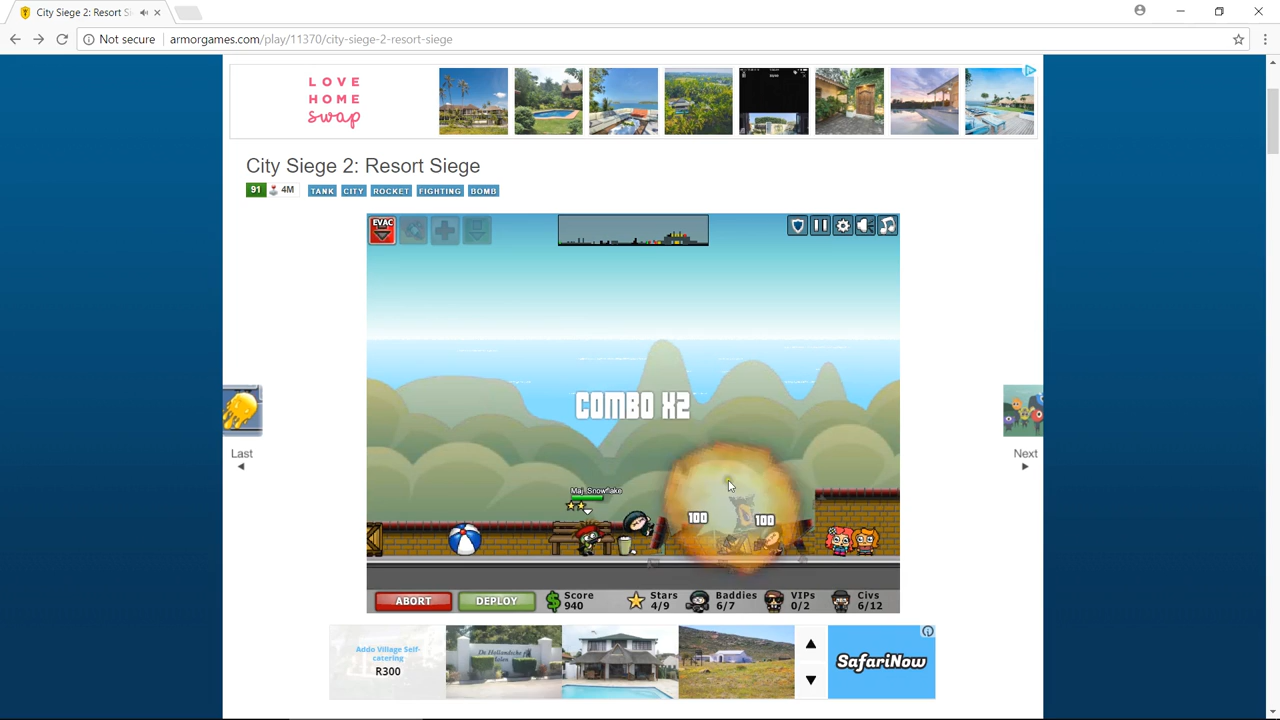 City Siege 2: Resort Si
Not secure
armorgames.com/play/11370/city-siege-2-resort-siege
LOVE
HOME
swap
City Siege 2: Resort Siege
91
4M
TANK
CITY
ROCKET
FIGHTING
BOMB
EVAC
COMBO X2
Last
Next
Maj. Snowflake
100
100
ABORT
DEPLOY
Score
940
Stars
4/9
Baddies
6/7
VIPs
0/2
Civs
6/12
Addo Village Self-
catering
R300
SafariNow